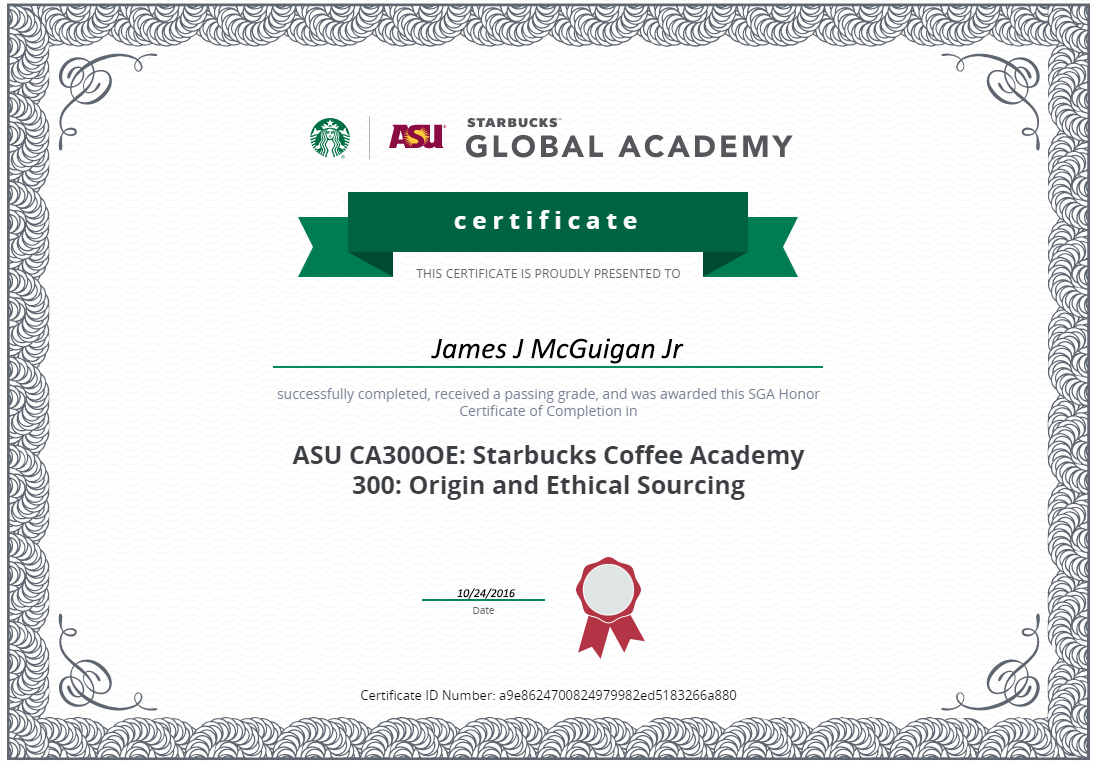 ASU
STARBUCKS™
GLOBAL ACADEMY
certificate
THIS CERTIFICATE IS PROUDLY PRESENTED TO
James J McGuigan Jr
successfully completed, received a passing grade, and was awarded this SGA Honor
Certificate of Completion in
ASU CA300OE: Starbucks Coffee Academy
300: Origin and Ethical Sourcing
10/24/2016
Date
Certificate ID Number: a9e8624700824979982ed5183266a880